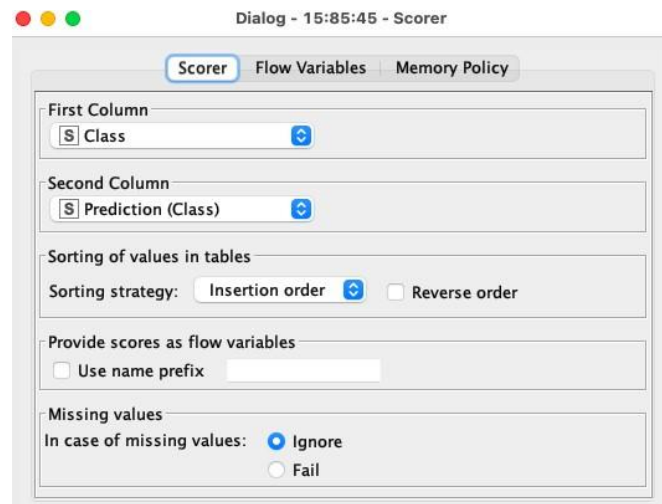 Dialog - 15:85:45 - Scorer
Scorer Flow Variables Memory Policy
First Column
S Class
Second Column
S Prediction (Class)
Sorting of values in tables
Sorting strategy: Insertion order Reverse order
Provide scores as flow variables
Use name prefix
Missing values
In case of missing values: Ignore
Fail